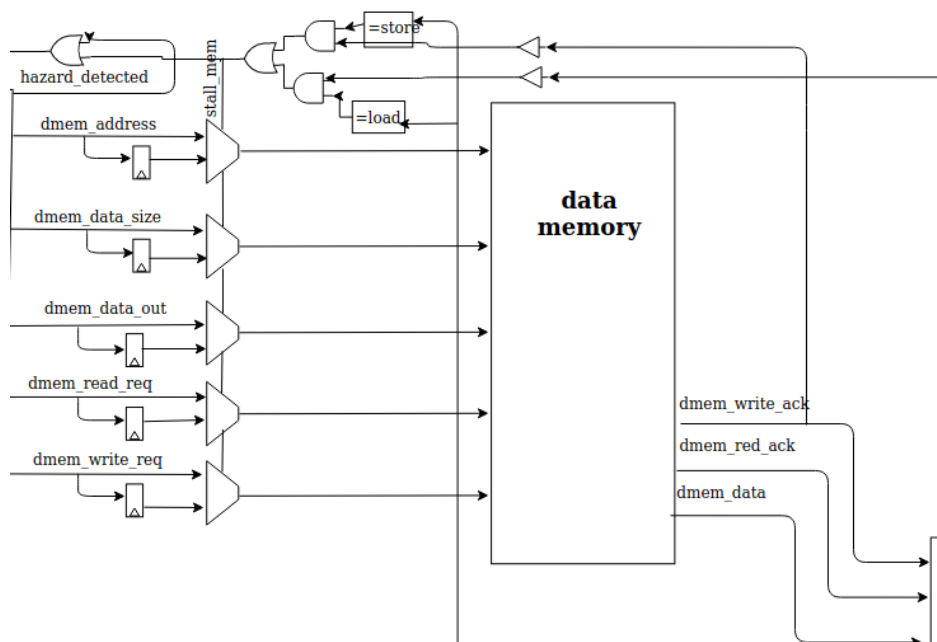 =store
hazard_detected
stall_mem
=load
dmem_address
data
memory
dmem_data_size
dmem_data_out
dmem_read_req
dmem_write_ack
dmem_red_ack
dmem_write_req
dmem_data